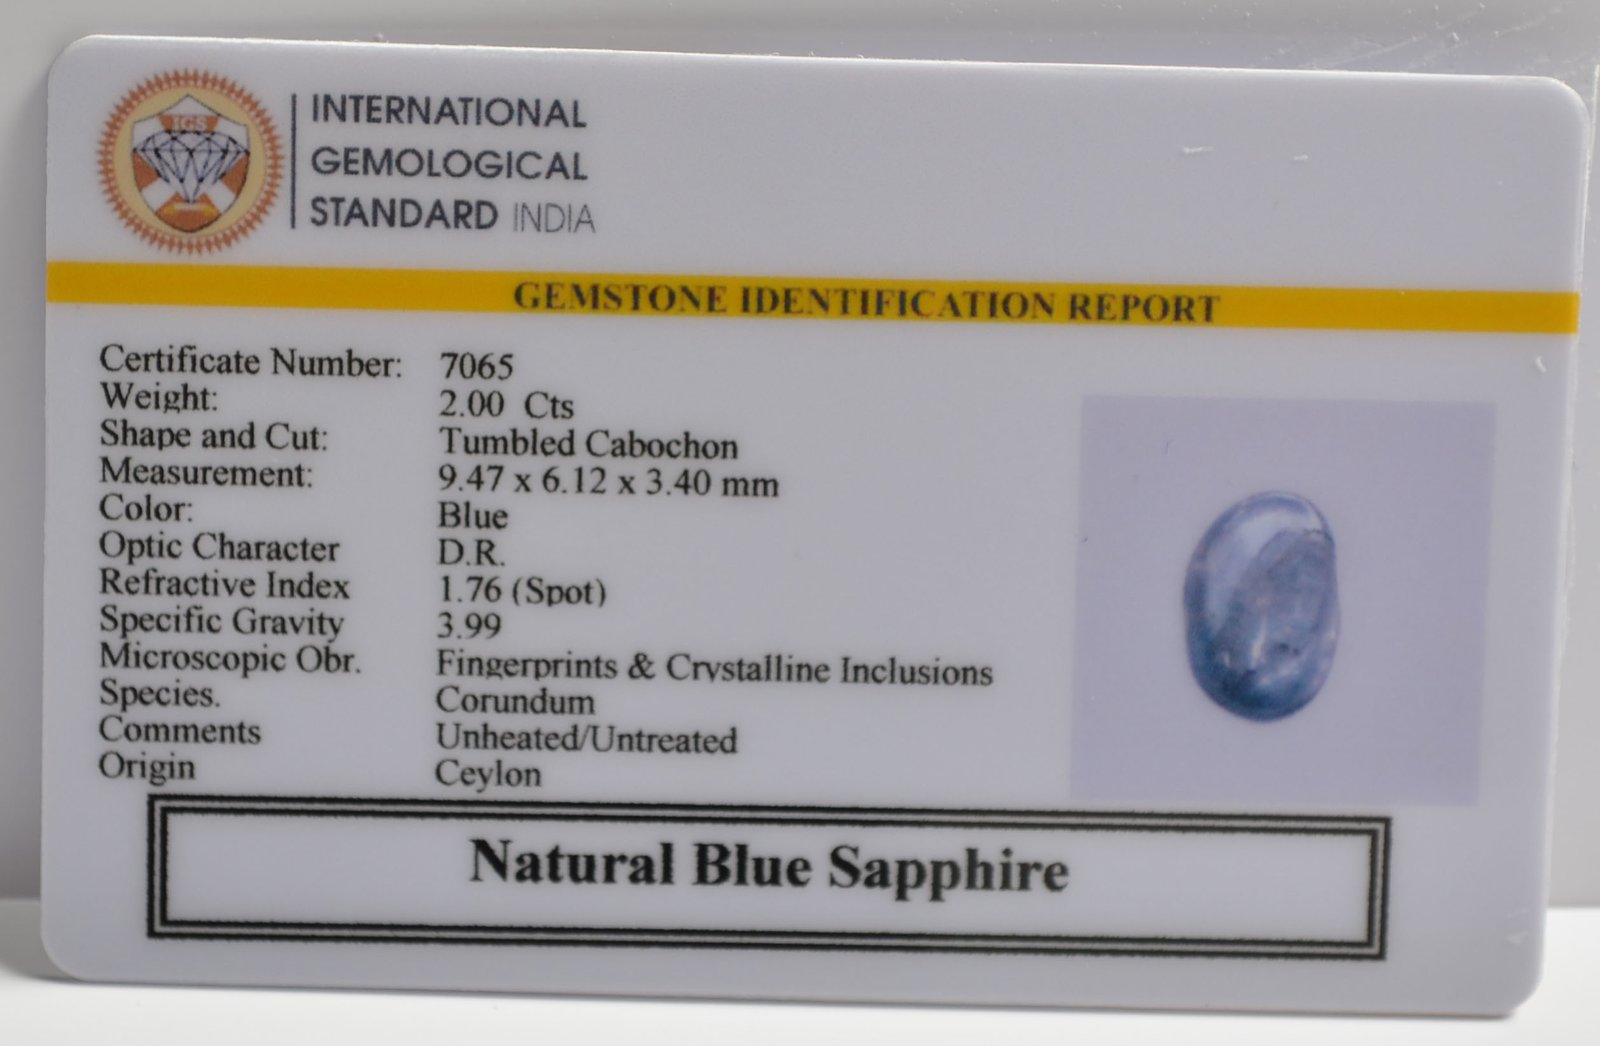 IGS
INTERNATIONAL
GEMOLOGICAL
STANDARD INDIA
GEMSTONE IDENTIFICATION REPORT
Certificate Number: 7065
Weight: 2.00 Cts
Shape and Cut: Tumbled Cabochon
Measurement: 9.47 x 6.12 x 3.40 mm
Color: Blue
Optic Character D.R.
Refractive Index 1.76 (Spot)
Specific Gravity 3.99
Microscopic Obr. Fingerprints & Crystalline Inclusions
Species. Corundum
Comments Unheated/Untreated
Origin Ceylon
Natural Blue Sapphire